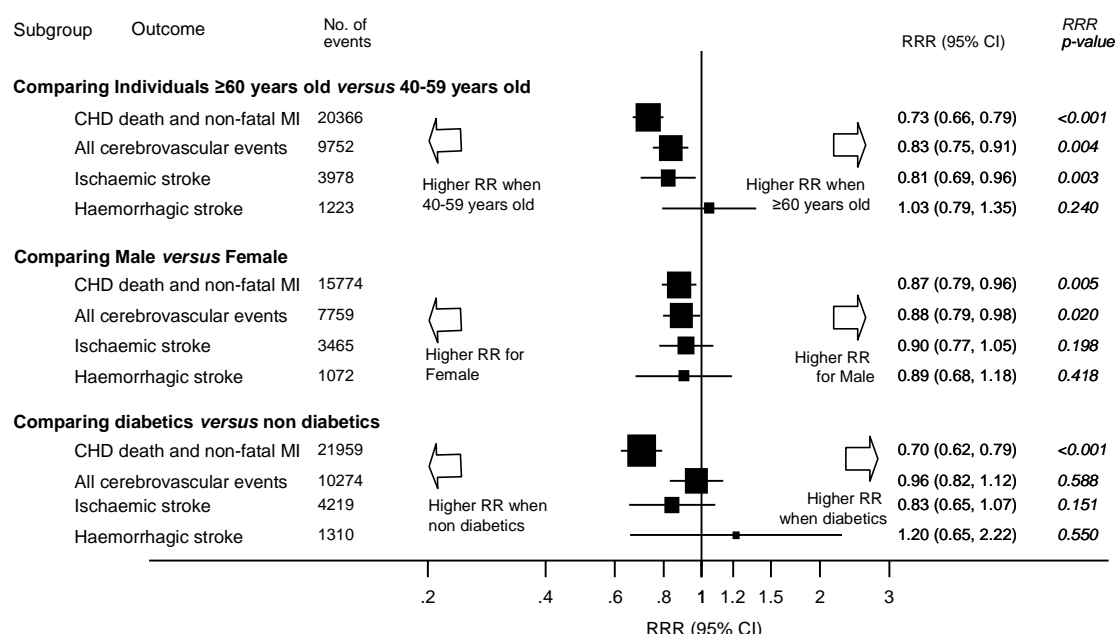 Subgroup Outcome No. of events RRR (95% CI) RRR p-value
Comparing Individuals ≥60 years old versus 40-59 years old
CHD death and non-fatal MI 20366 0.73 (0.66, 0.79) <0.001
All cerebrovascular events 9752 0.83 (0.75, 0.91) 0.004
Ischaemic stroke 3978 0.81 (0.69, 0.96) 0.003
Haemorrhagic stroke 1223 1.03 (0.79, 1.35) 0.240
Higher RR when
40-59 years old
Higher RR when
≥60 years old
Comparing Male versus Female
CHD death and non-fatal MI 15774 0.87 (0.79, 0.96) 0.005
All cerebrovascular events 7759 0.88 (0.79, 0.98) 0.020
Ischaemic stroke 3465 0.90 (0.77, 1.05) 0.198
Haemorrhagic stroke 1072 0.89 (0.68, 1.18) 0.418
Higher RR for
Female
Higher RR
for Male
Comparing diabetics versus non diabetics
CHD death and non-fatal MI 21959 0.70 (0.62, 0.79) <0.001
All cerebrovascular events 10274 0.96 (0.82, 1.12) 0.588
Ischaemic stroke 4219 0.83 (0.65, 1.07) 0.151
Haemorrhagic stroke 1310 1.20 (0.65, 2.22) 0.550
Higher RR when
non diabetics
Higher RR
when diabetics
.2 .4 .6 .8 1 1.2 1.5 2 3
RRR (95% CI)